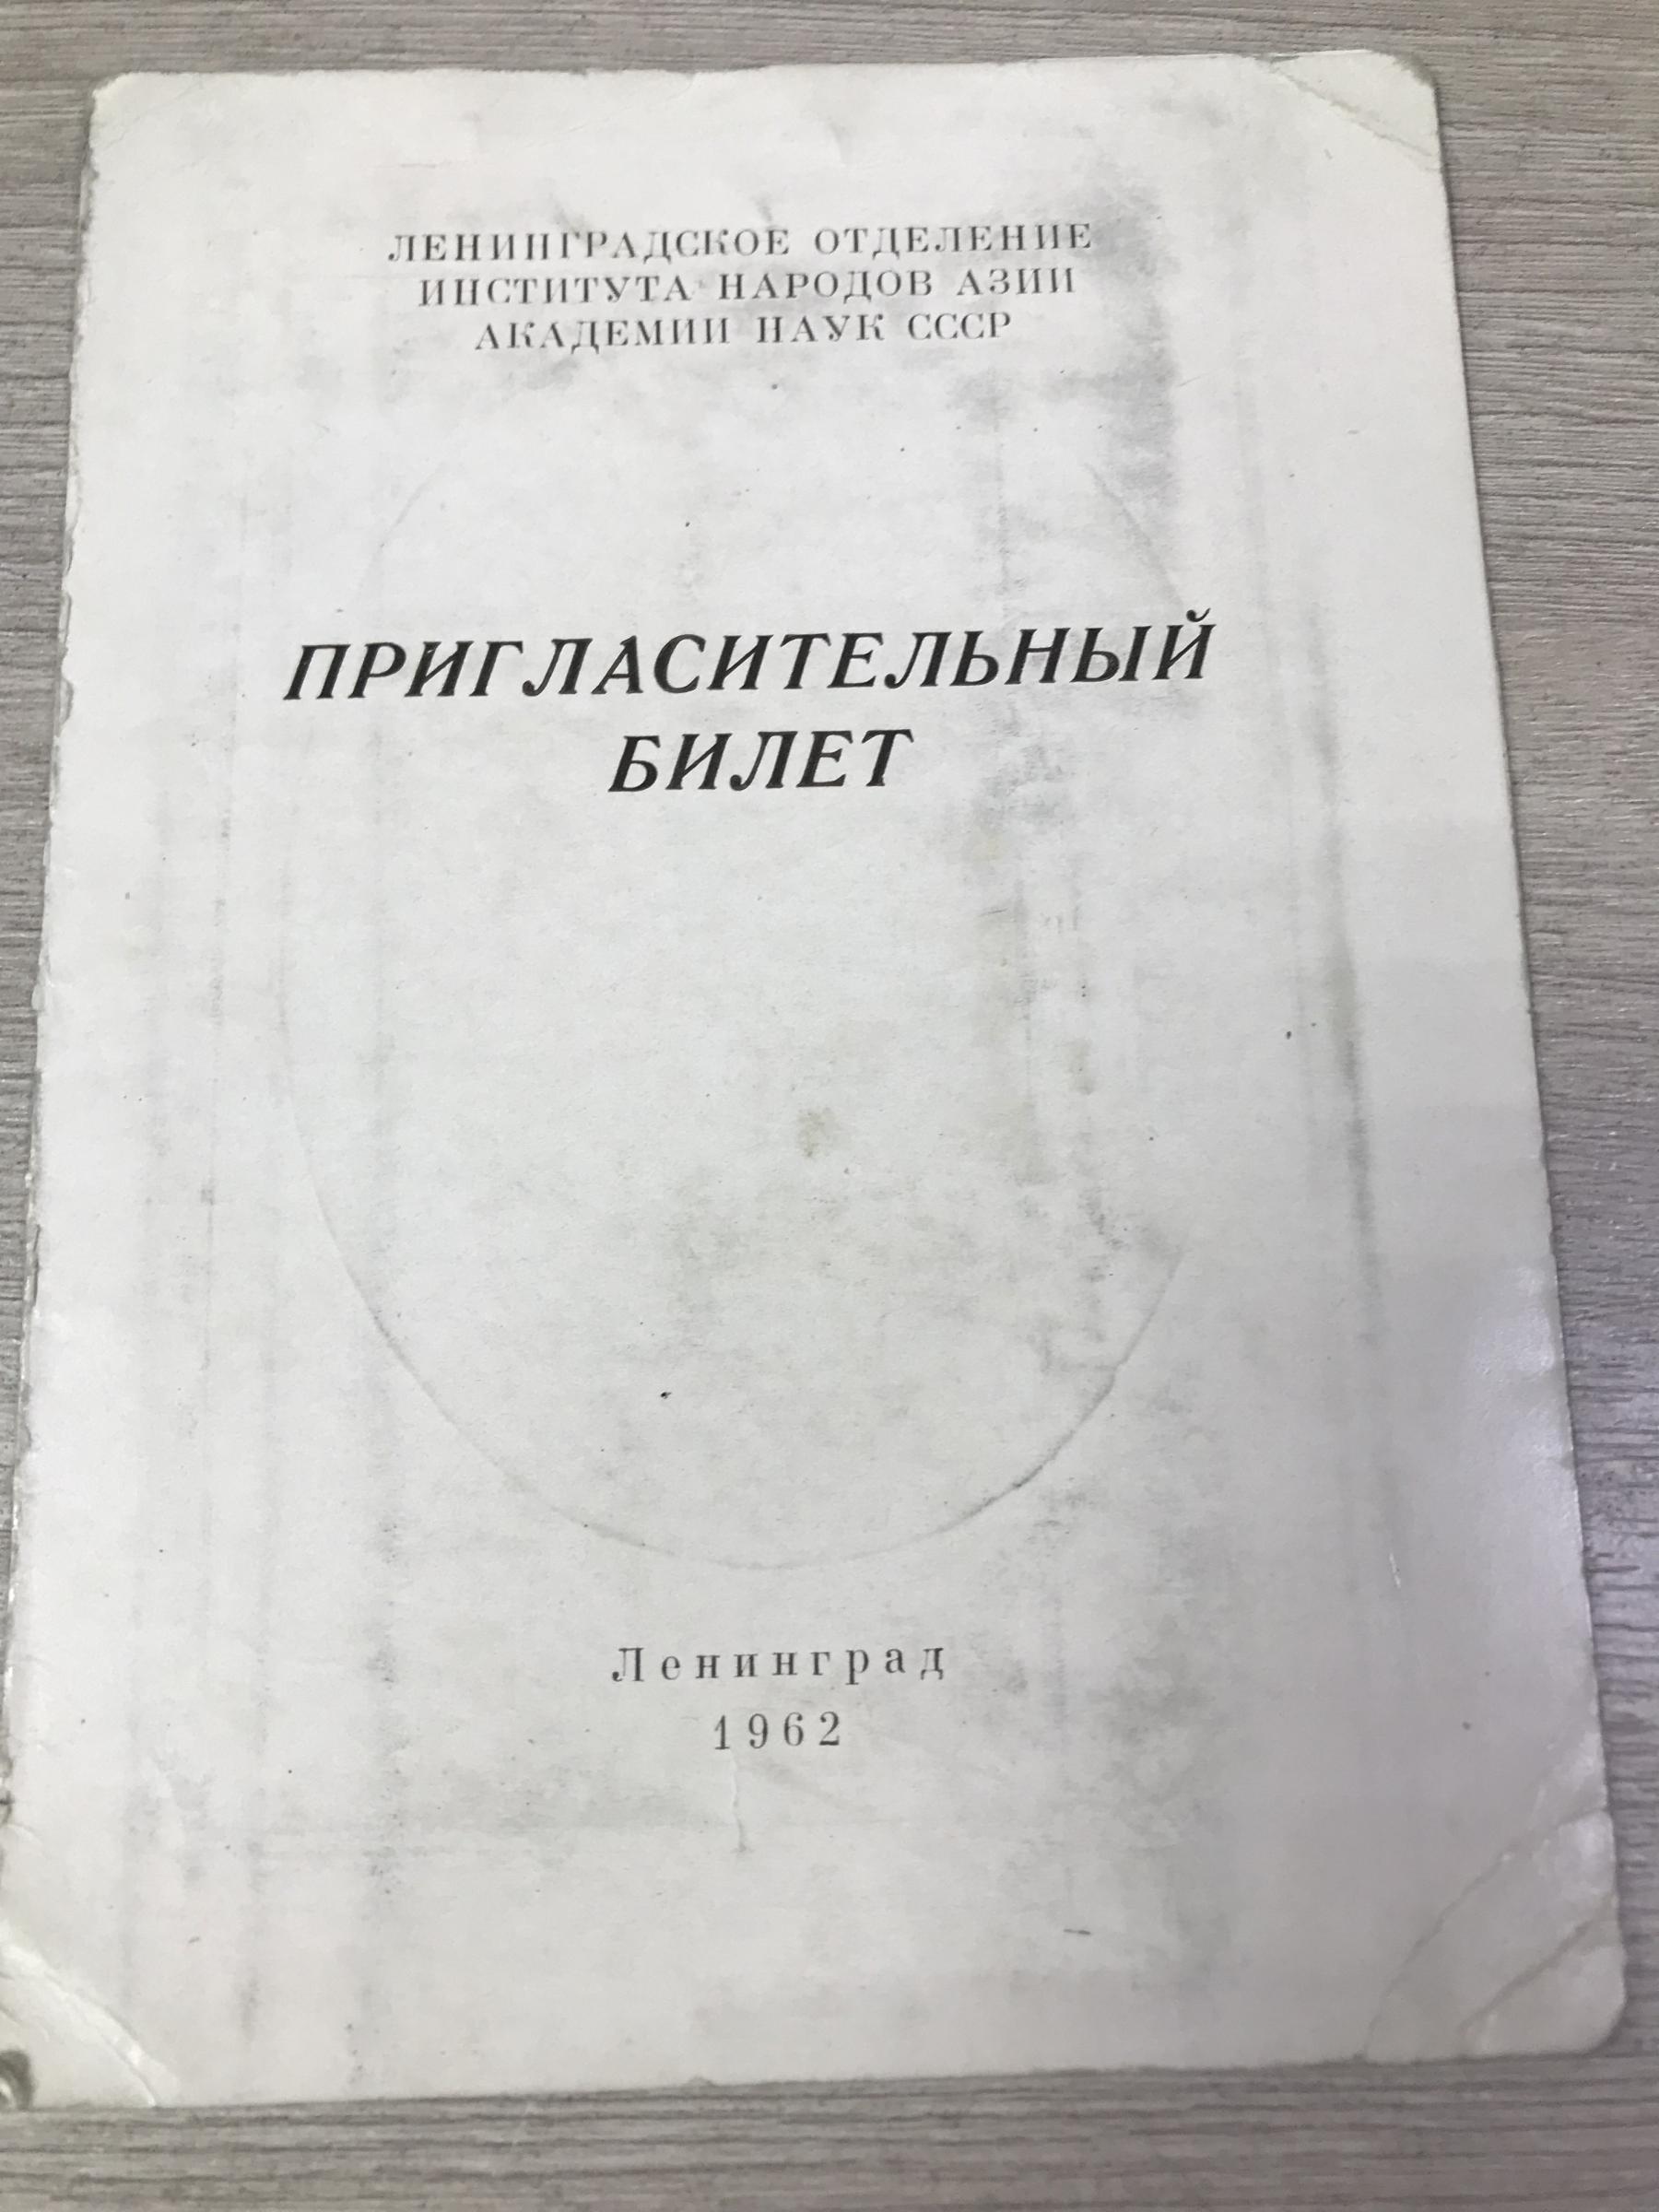 ЛЕНИНГРАДСКОЕ ОТДЕЛЕНИЕ
ИНСТИТУТА НАРОДОВ АЗИИ
АКАДЕМИИ НАУК СССР
ПРИГЛАСИТЕЛЬНЫЙ
БИЛЕТ
Ленинград
1962